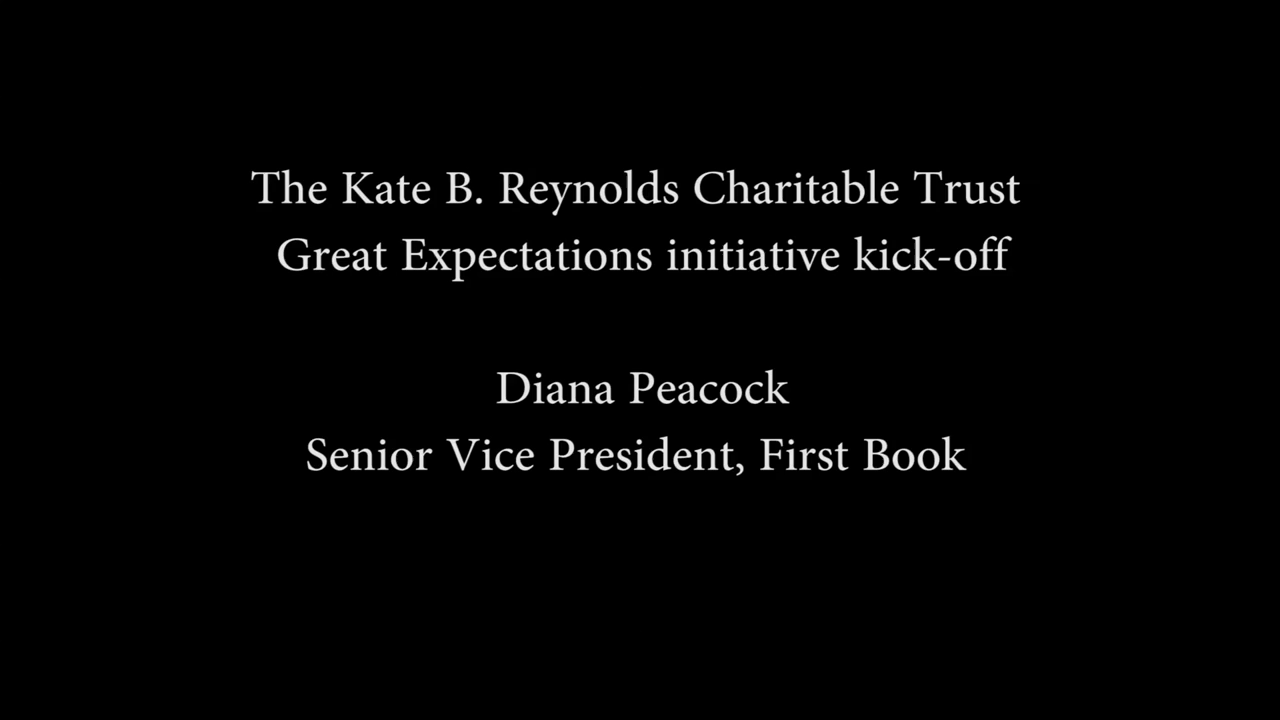 The Kate B. Reynolds Charitable Trust
Great Expectations initiative kick-off
Diana Peacock
Senior Vice President, First Book